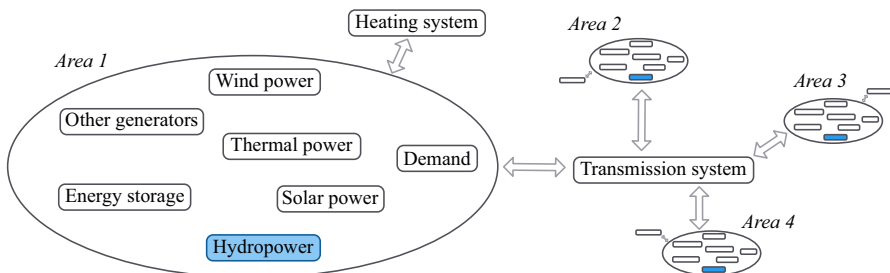 Heating system
Area 1
Wind power
Other generators
Thermal power
Demand
Energy storage
Solar power
Hydropower
Area 2
Area 3
Transmission system
Area 4